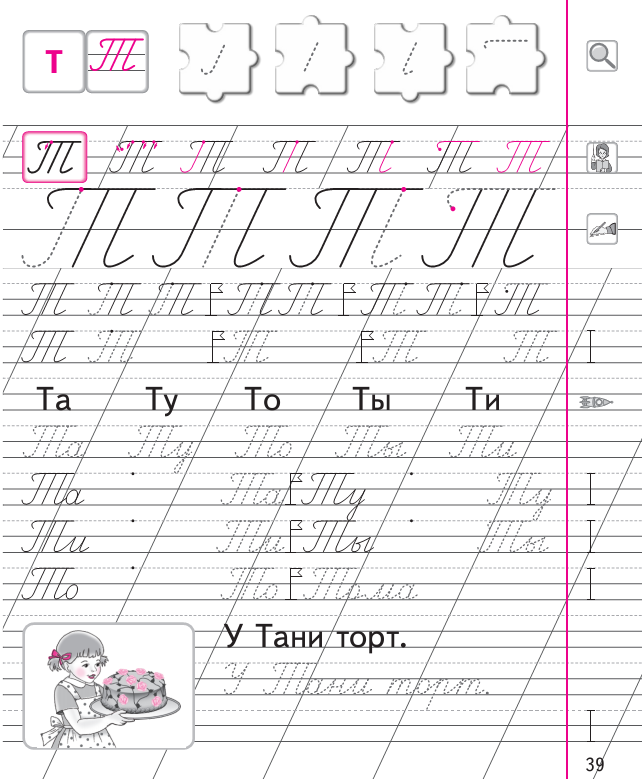 Т Т
Т Т Т Т Т Т Т
Т Т Т Т
Т Т Т Т Т Т Т Т
Т Т Т Т Т
Та Ту То Ты Ти
Та Ту То Ты Ти
Та Та Ту Ту
Ти Ти Ты Ты
То То Тома
У Тани торт.
У Тани торт.
39